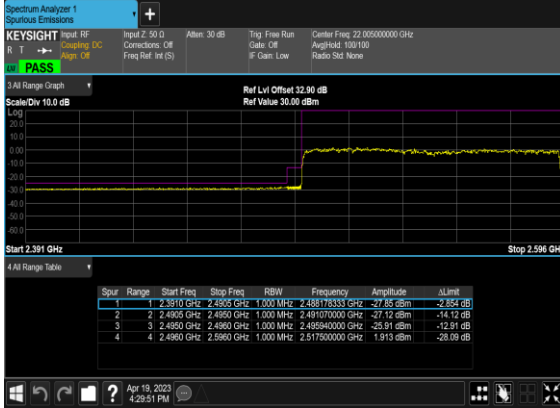 Spectrum Analyzer 1
Spurious Emissions
+
KEYSIGHT Input: RF Input Z: 50 Ω Atten: 30 dB Trig: Free Run Center Freq: 22.005000000 GHz
R T Coupling: DC Corrections: Off Gate: Off Avg|Hold: 100/100
Align: Off Freq Ref: Int (S) IF Gain: Low Radio Std: None
PASS
3 All Range Graph
Ref Lvl Offset 32.90 dB
Scale/Div 10.0 dB Ref Value 30.00 dBm
Log
20.0
10.0
0.00
-10.0
-20.0
-30.0
-40.0
-50.0
-60.0
Start 2.391 GHz Stop 2.596 GH
4 All Range Table
Spur Range Start Freq Stop Freq RBW Frequency Amplitude ΔLimit
1 1 2.3910 GHz 2.4905 GHz 1.000 MHz 2.488178333 GHz -27.85 dBm -2.854 dB
2 2 2.4905 GHz 2.4950 GHz 1.000 MHz 2.491070000 GHz -27.12 dBm -14.12 dB
3 3 2.4950 GHz 2.4960 GHz 1.000 MHz 2.495940000 GHz -25.91 dBm -12.91 dB
4 4 2.4960 GHz 2.5960 GHz 1.000 MHz 2.517500000 GHz 1.913 dBm -28.09 dB
? Apr 19, 2023
4:29:51 PM